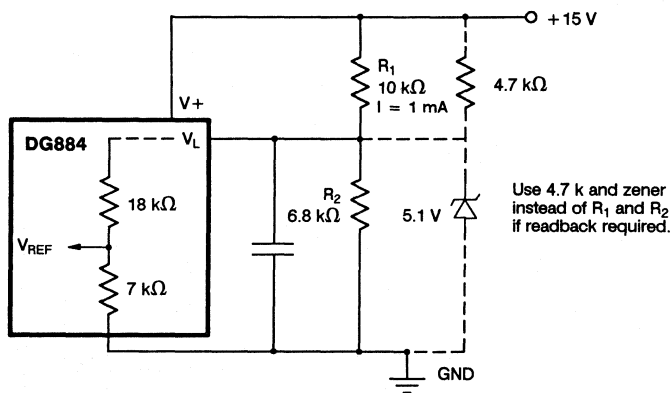 +15 V
R1
10 kΩ
I = 1 mA
4.7 kΩ
V+
DG884
VL
18 kΩ
R2
6.8 kΩ
5.1 V
Use 4.7 k and zener
instead of R1 and R2
if readback required.
VREF
7 kΩ
GND